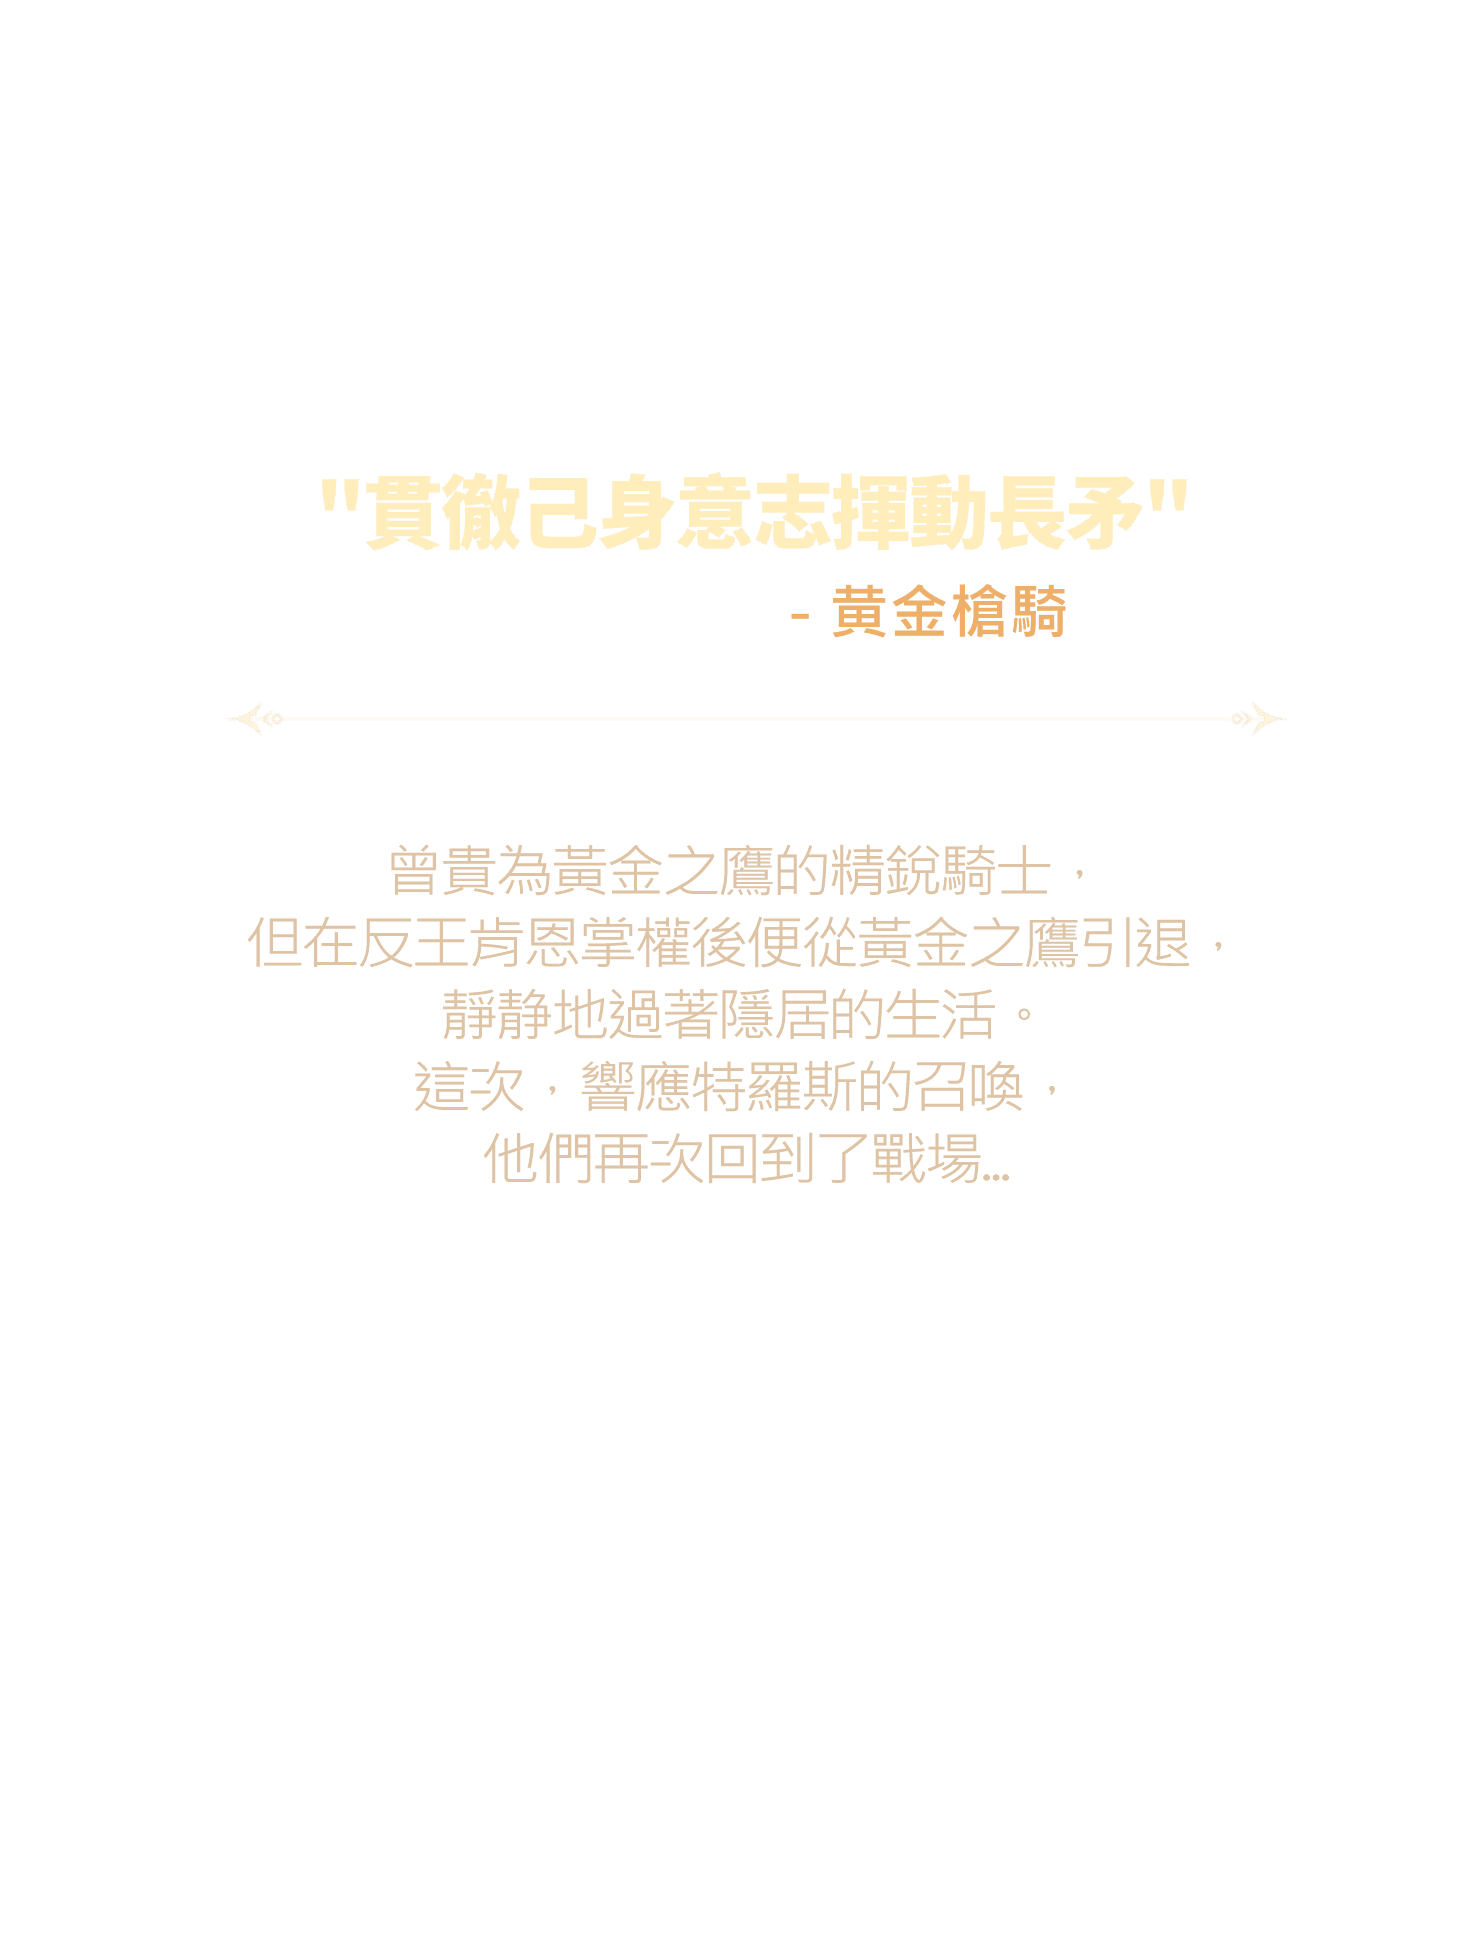 "貫徹己身意志揮動長矛"
- 黄金槍騎
曾貴為黃金之鷹的精銳騎士，
但在反王肯恩掌權後便從黃金之鷹引退，
靜静地過著隱居的生活。
這次，響應特羅斯的召喚，
他們再次回到了戰場...